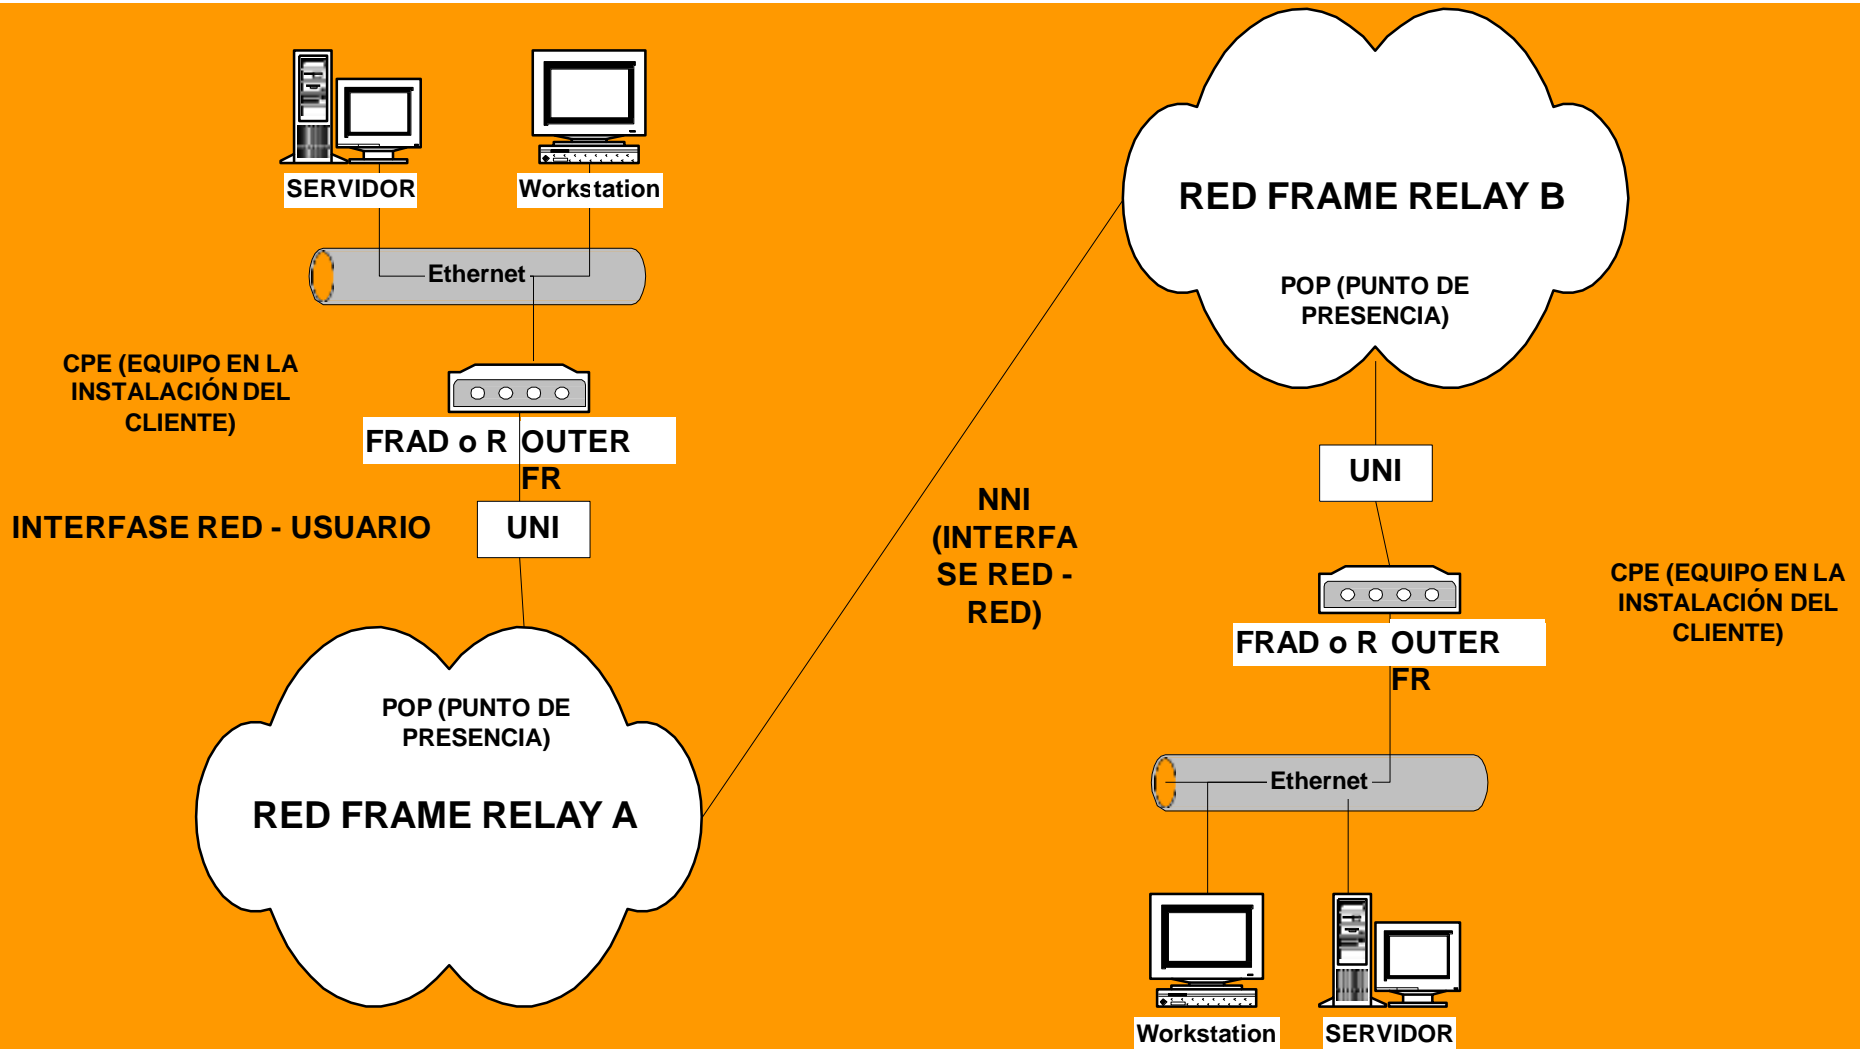 SERVIDOR
Workstation
Ethernet
CPE (EQUIPO EN LA
INSTALACIÓN DEL
CLIENTE)
FRAD o R OUTER
FR
INTERFASE RED - USUARIO
UNI
POP (PUNTO DE
PRESENCIA)
RED FRAME RELAY A
NNI
(INTERFA
SE RED -
RED)
RED FRAME RELAY B
POP (PUNTO DE
PRESENCIA)
UNI
CPE (EQUIPO EN LA
INSTALACIÓN DEL
CLIENTE)
FRAD o R OUTER
FR
Ethernet
Workstation
SERVIDOR